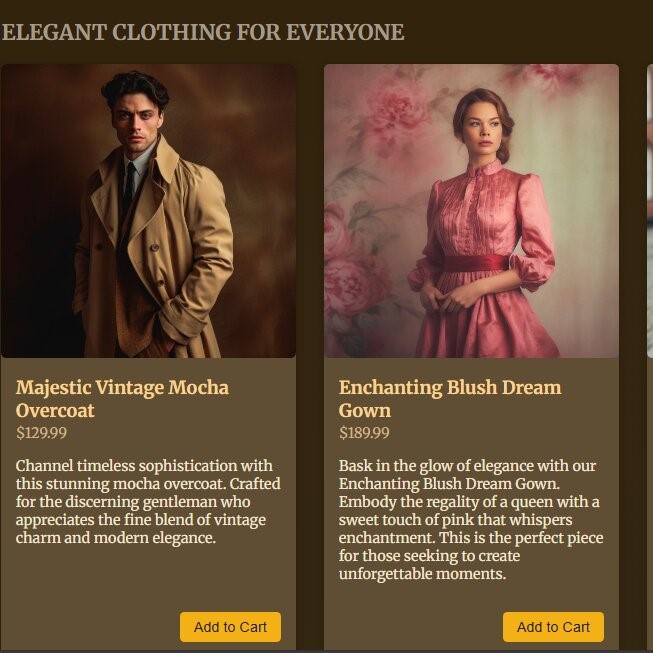 ELEGANT CLOTHING FOR EVERYONE
Majestic Vintage Mocha
Overcoat
$129.99
Channel timeless sophistication with
this stunning mocha overcoat. Crafted
for the discerning gentleman who
appreciates the fine blend of vintage
charm and modern elegance.
Add to Cart
Enchanting Blush Dream
Gown
$189.99
Bask in the glow of elegance with our
Enchanting Blush Dream Gown.
Embody the regality of a queen with a
sweet touch of pink that whispers
enchantment. This is the perfect piece
for those seeking to create
unforgettable moments.
Add to Cart